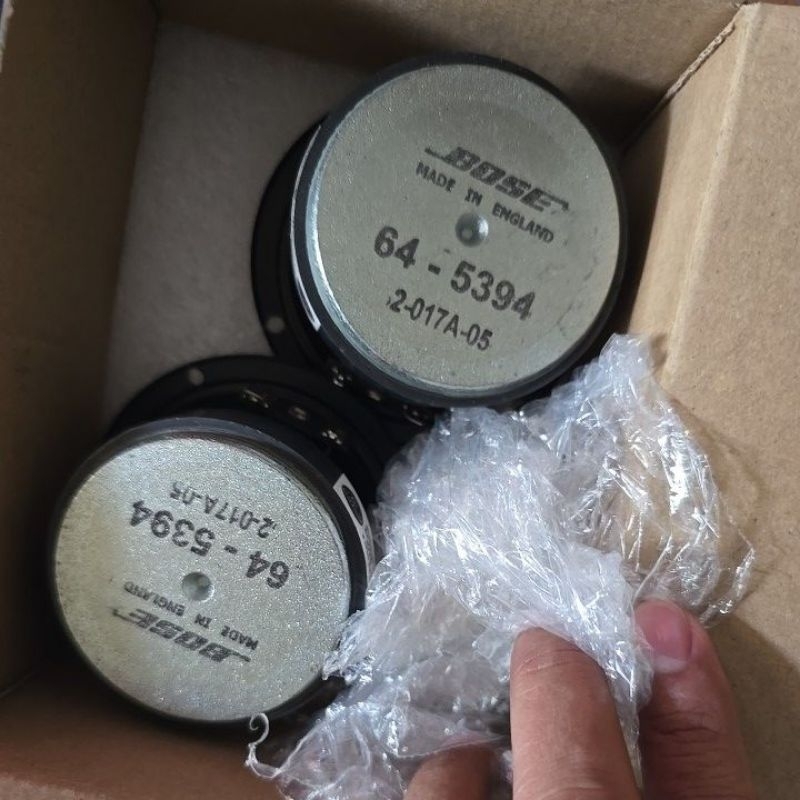 BOSE
MADE IN ENGLAND
64 - 5394
2-017A-05
2-017A-05
64 - 5394
MADE IN ENGLAND
BOSE